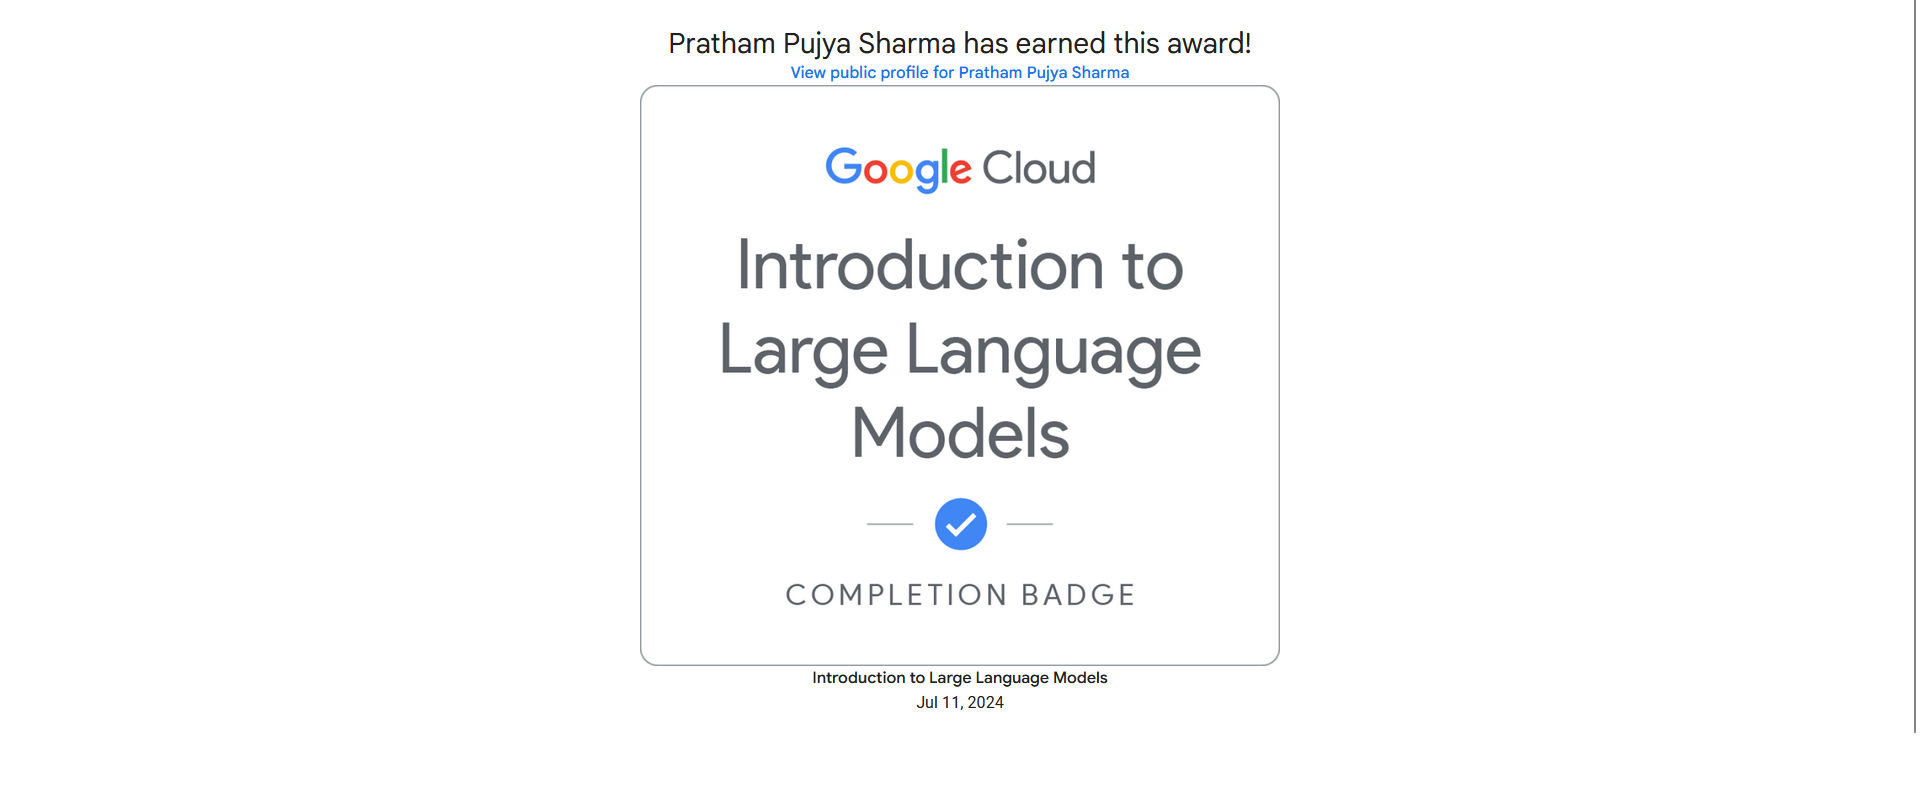 Pratham Pujya Sharma has earned this award!
View public profile for Pratham Pujya Sharma
Google Cloud
Introduction to
Large Language
Models
COMPLETION BADGE
Introduction to Large Language Models
Jul 11, 2024